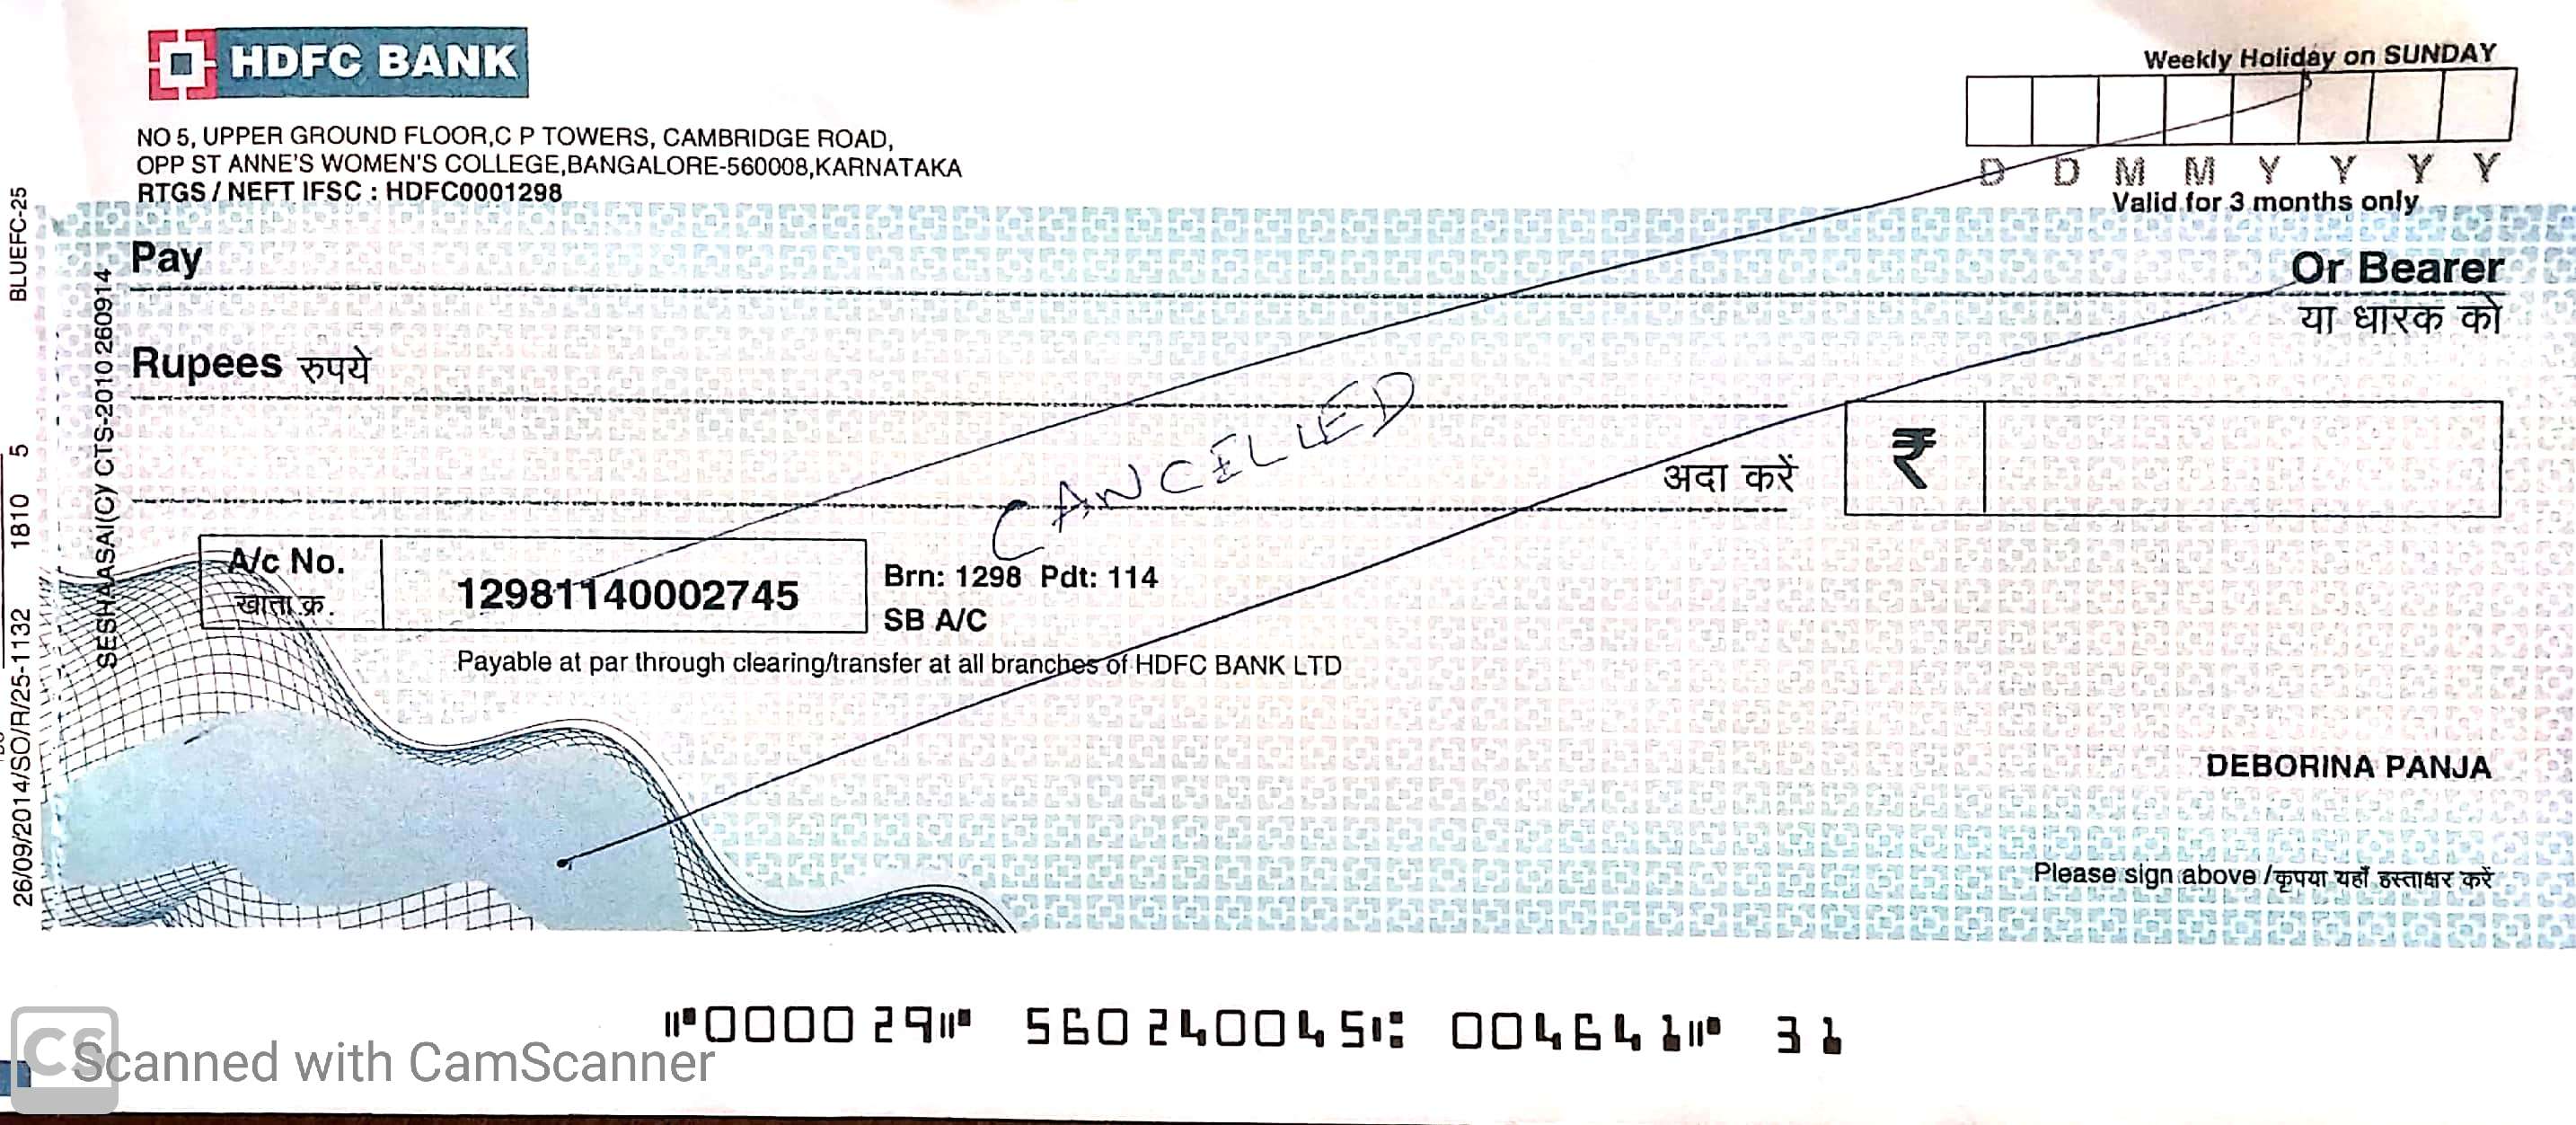 HDFC BANK
Weekly Holiday on SUNDAY
NO 5, UPPER GROUND FLOOR,C P TOWERS, CAMBRIDGE ROAD,
OPP ST ANNE'S WOMEN'S COLLEGE,BANGALORE-560008,KARNATAKA
RTGS / NEFT IFSC : HDFC0001298
D D M M Y Y Y Y
Valid for 3 months only
Pay
Or Bearer
या धारक को
Rupees रुपये
CANCELLED
अदा करें
₹
A/c No.
खाता क्र.
12981140002745
Brn: 1298 Pdt: 114
SB A/C
Payable at par through clearing/transfer at all branches of HDFC BANK LTD
DEBORINA PANJA
Please sign above /कृपया यहाँ हस्ताक्षर करें
⑈000029⑈ 560240045⑆ 004641⑈ 31
BLUEFC-25
1810 5
26/09/2014/SO/R/25-1132
SESHAASAI(C)/ CTS-2010 260914
CS
Scanned with CamScanner